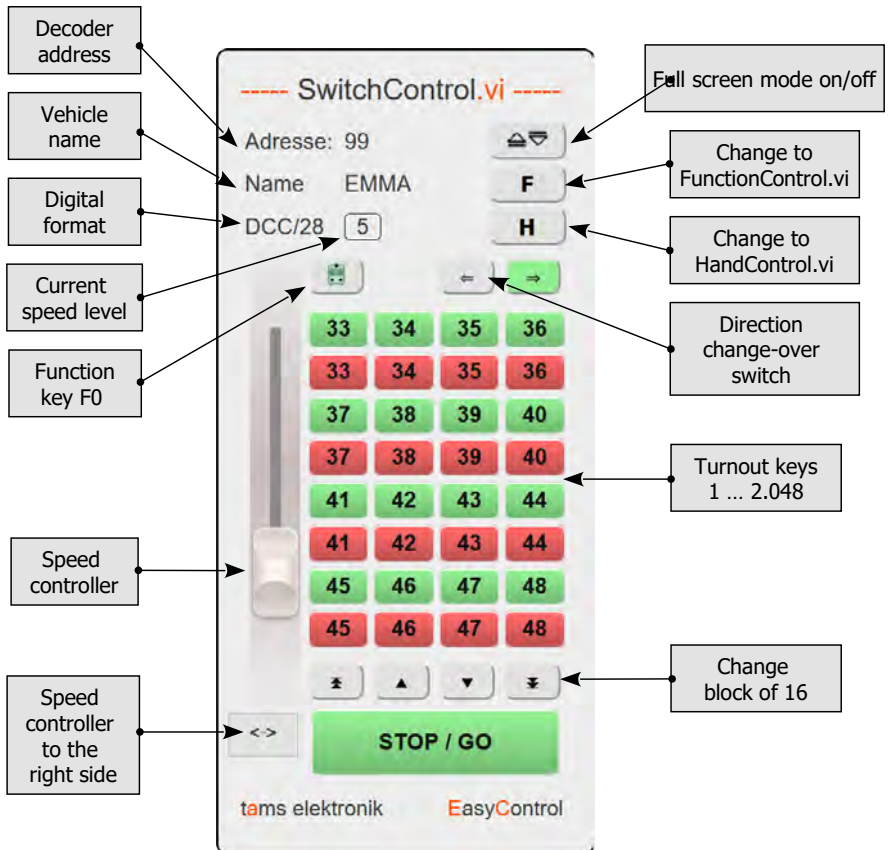 Decoder
address
Vehicle
name
Digital
format
Current
speed level
Function
key F0
Speed
controller
Speed
controller
to the
right side
----- SwitchControl.vi -----
Adresse: 99
Name EMMA
F
DCC/28 5
H
⇐ ⇒
33 34 35 36
33 34 35 36
37 38 39 40
37 38 39 40
41 42 43 44
41 42 43 44
45 46 47 48
45 46 47 48
<->
STOP / GO
tams elektronik EasyControl
Full screen mode on/off
Change to
FunctionControl.vi
Change to
HandControl.vi
Direction
change-over
switch
Turnout keys
1 ... 2.048
Change
block of 16